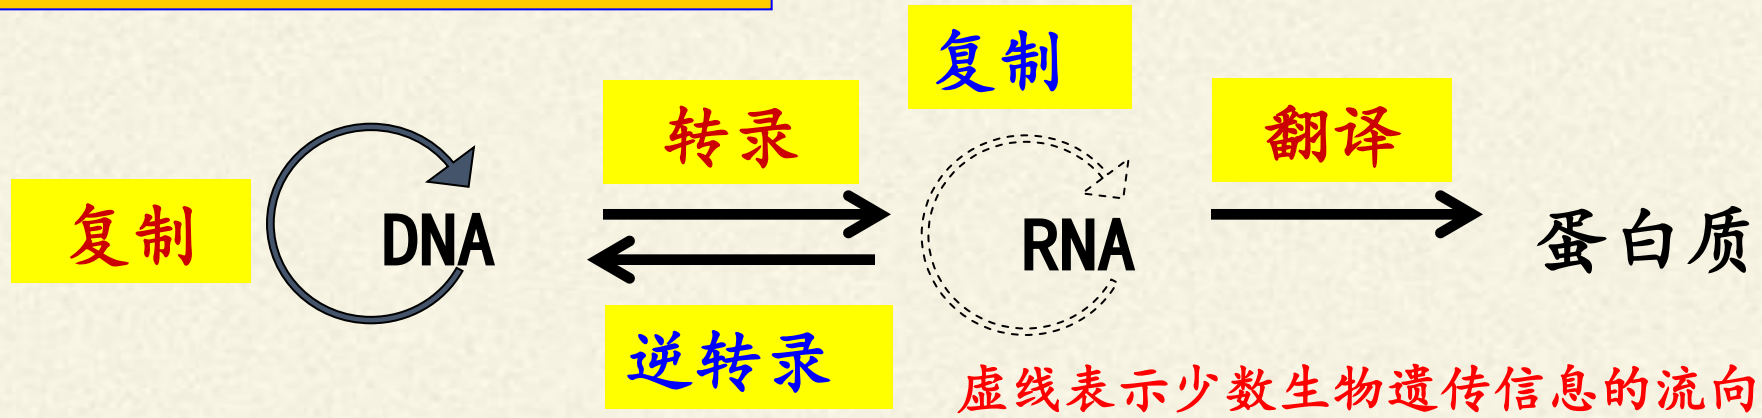 复制
转录
翻译
复制
DNA
RNA
蛋白质
逆转录
虚线表示少数生物遗传信息的流向